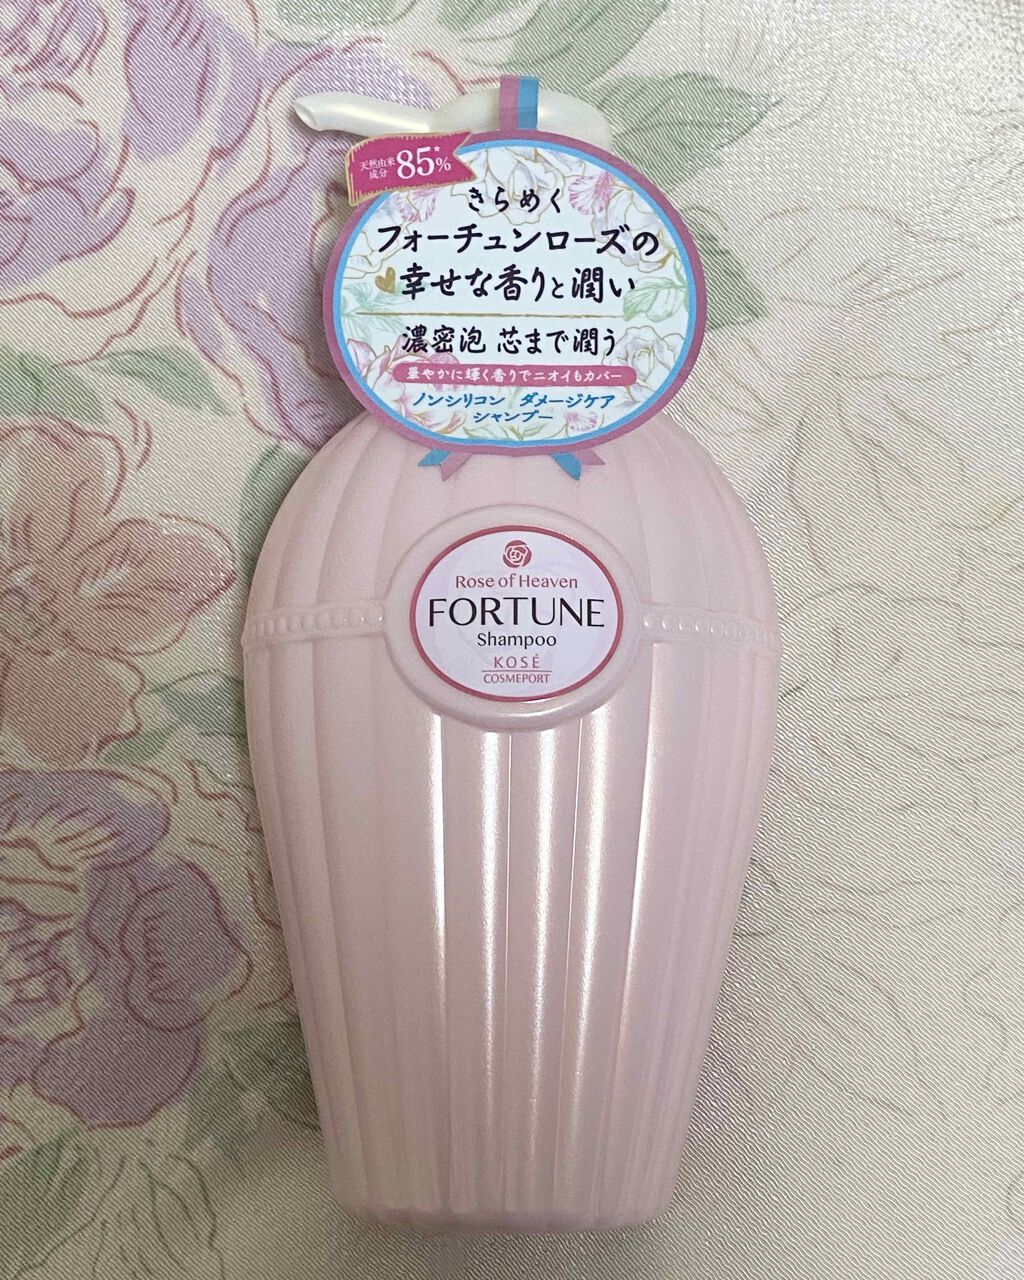 天然由来
成分 85*%
きらめく
フォーチュンローズの
幸せな香りと潤い
濃密泡 芯まで潤う
華やかに輝く香りでニオイもカバー
ノンシリコン ダメージケア
シャンプー
Rose of Heaven
FORTUNE
Shampoo
KOSÉ
COSMEPORT